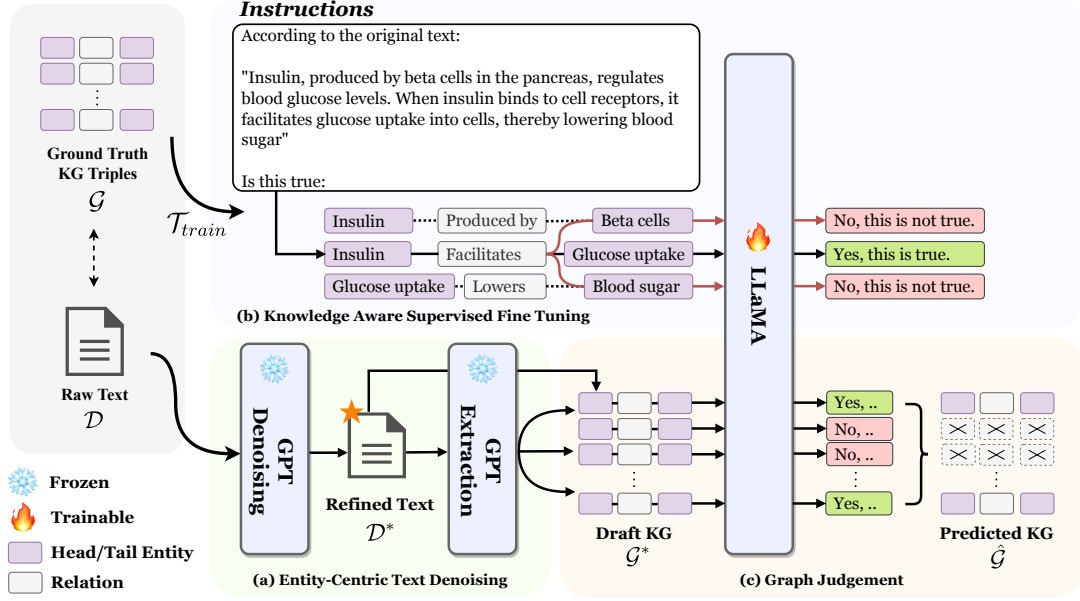 Instructions
According to the original text:
"Insulin, produced by beta cells in the pancreas, regulates
blood glucose levels. When insulin binds to cell receptors, it
facilitates glucose uptake into cells, thereby lowering blood
sugar"
Is this true:
Ground Truth
KG Triples
𝒢
𝒯train
Insulin Produced by Beta cells No, this is not true.
Insulin Facilitates Glucose uptake Yes, this is true.
Glucose uptake Lowers Blood sugar No, this is not true.
LLaMA
(b) Knowledge Aware Supervised Fine Tuning
Raw Text
𝒟
GPT
Denoising
Refined Text
𝒟*
GPT
Extraction
Draft KG
𝒢*
Yes, ..
No, ..
No, ..
Yes, ..
Predicted KG
𝒢̂
Frozen
Trainable
Head/Tail Entity
Relation
(a) Entity-Centric Text Denoising
(c) Graph Judgement